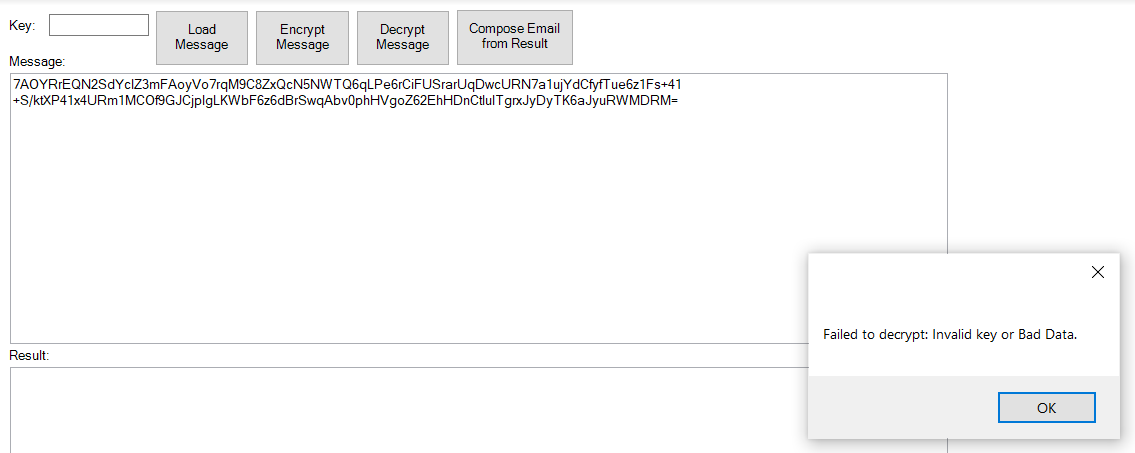 Key:
Load
Message
Encrypt
Message
Decrypt
Message
Compose Email
from Result
Message:
7AOYRrEQN2SdYclZ3mFAoyVo7rqM9C8ZxQcN5NWTQ6qLPe6rCiFUSrarUqDwcURN7a1ujYdCfyfTue6z1Fs+41
+S/ktXP41x4URm1MCOf9GJCjpIgLKWbF6z6dBrSwqAbv0phHVgoZ62EhHDnCtluITgrxJyDyTK6aJyuRWMDRM=
Failed to decrypt: Invalid key or Bad Data.
OK
Result: